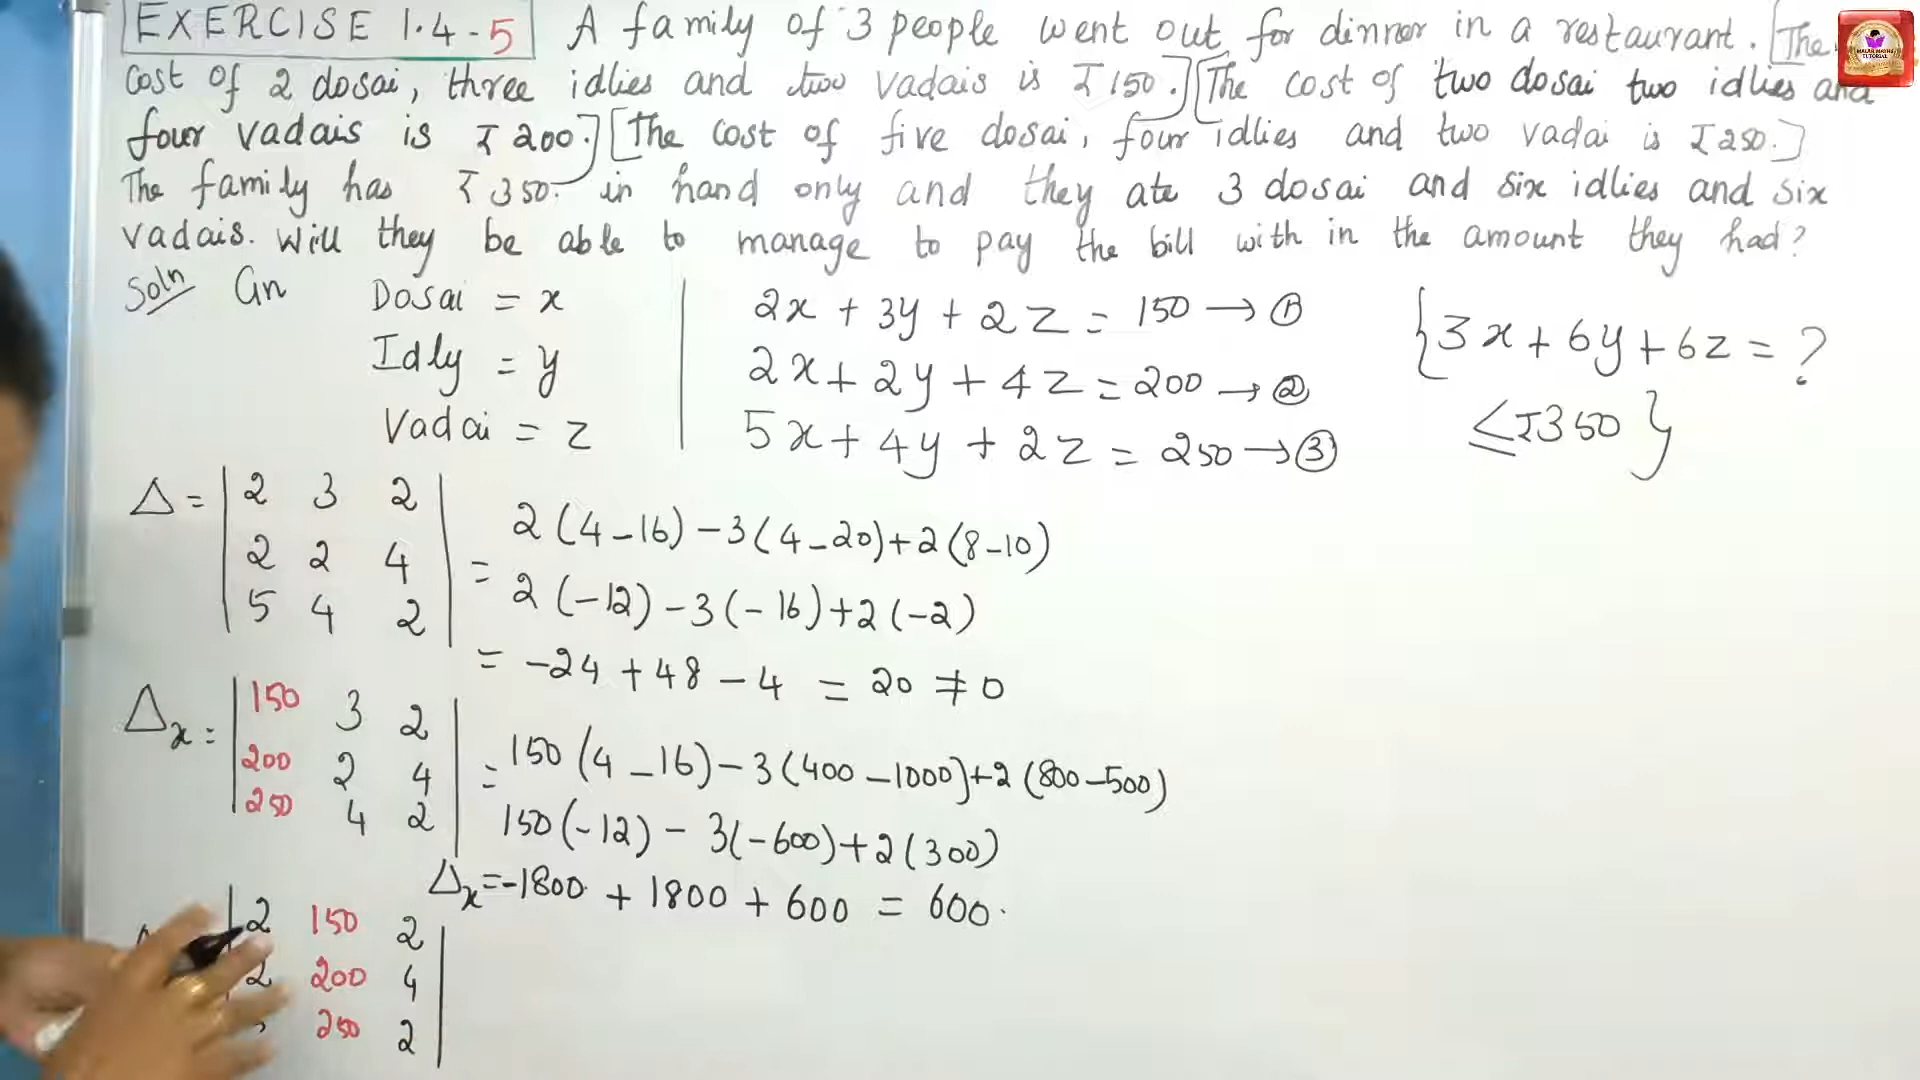 EXERCISE 1.4-5 A family of 3 people went out for dinner in a restaurant. [The
cost of 2 dosai, three idlies and two vadais is ₹150.] [The cost of two dosai two idlies and
four vadais is ₹200.] [The cost of five dosai, four idlies and two vadai is ₹250.]
The family has ₹350. in hand only and they ate 3 dosai and six idlies and six
vadais. Will they be able to manage to pay the bill with in the amount they had?
Soln Gn Dosai = x
Idly = y
Vadai = z
2x + 3y + 2z = 150 → ①
2x + 2y + 4z = 200 → ②
5x + 4y + 2z = 250 → ③
{3x + 6y + 6z = ?
≤ ₹350}
Δ = | 2 3 2 |
| 2 2 4 |
| 5 4 2 |
= 2(4-16) - 3(4-20) + 2(8-10)
2(-12) - 3(-16) + 2(-2)
= -24 + 48 - 4 = 20 ≠ 0
Δx = | 150 3 2 |
| 200 2 4 |
| 250 4 2 |
= 150(4-16) - 3(400-1000) + 2(800-500)
150(-12) - 3(-600) + 2(300)
Δx = -1800 + 1800 + 600 = 600.
| 2 150 2 |
2 200 4 |
250 2 |
MALAR MATHS TUTORIAL